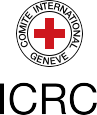 COMITE INTERNATIONAL
GENEVE
ICRC